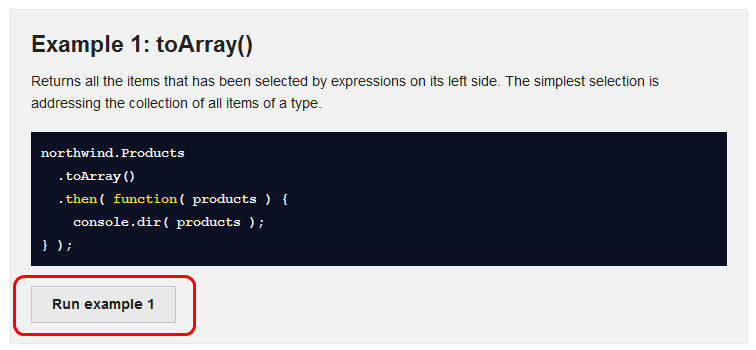 Example 1: toArray()
Returns all the items that has been selected by expressions on its left side. The simplest selection is
addressing the collection of all items of a type.
northwind.Products
  .toArray()
  .then( function( products ) {
    console.dir( products );
} );
Run example 1